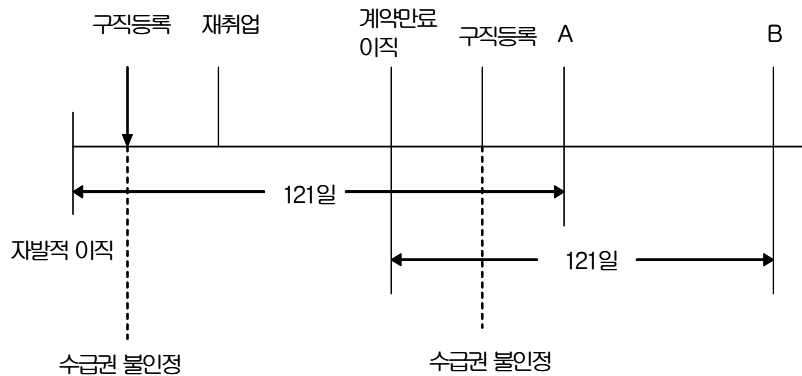 구직등록
재취업
계약만료
이직
구직등록
A
B
121일
자발적 이직
121일
수급권 불인정
수급권 불인정